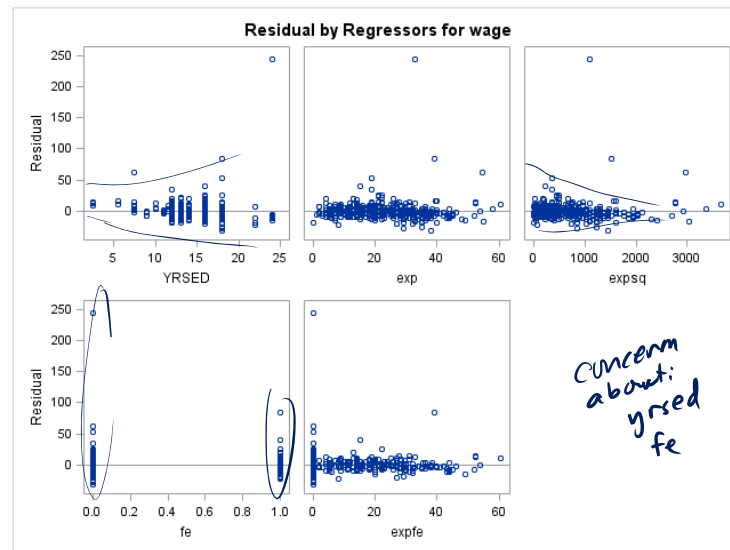 Residual by Regressors for wage
Residual
250
200
150
100
50
0
5
10
15
20
25
YRSED
0
20
40
60
exp
0
1000
2000
3000
expsq
Residual
250
200
150
100
50
0
0.0
0.2
0.4
0.6
0.8
1.0
fe
0
20
40
60
expfe
concern
about:
yrsed
fe